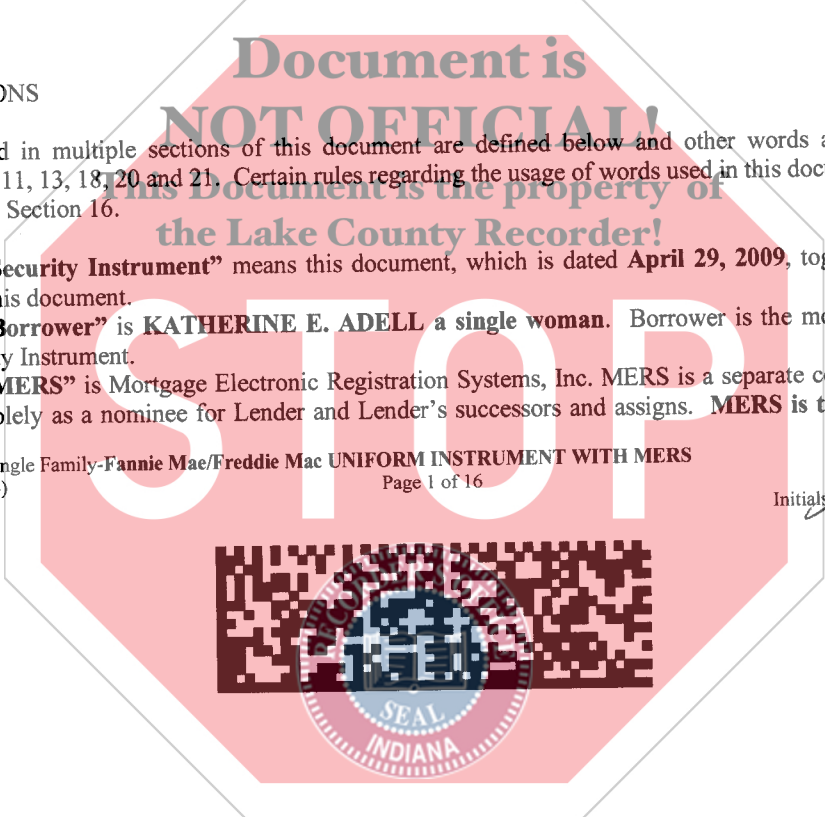 Document is
ONS
NOT OFFICIAL!
d in multiple sections of this document are defined below and other words a
11, 13, 18, 20 and 21. Certain rules regarding the usage of words used in this doc
This Document is the property of
Section 16.
the Lake County Recorder!
ecurity Instrument” means this document, which is dated April 29, 2009, tog
is document.
Borrower” is KATHERINE E. ADELL a single woman. Borrower is the mo
y Instrument.
MERS” is Mortgage Electronic Registration Systems, Inc. MERS is a separate c
lely as a nominee for Lender and Lender’s successors and assigns. MERS is t
STOP
ngle Family-Fannie Mae/Freddie Mac UNIFORM INSTRUMENT WITH MERS
)
Page 1 of 16
Initials
SEAL
INDIANA